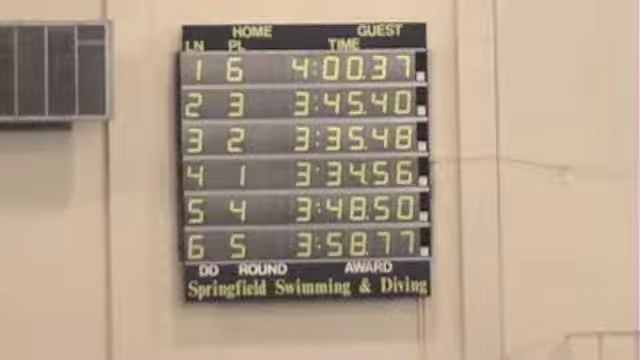 HOME GUEST
LN PL TIME
1 6 4:00.37
2 3 3:45.40
3 2 3:35.48
4 1 3:34.56
5 4 3:48.50
6 5 3:58.77
DD ROUND AWARD
Springfield Swimming & Diving